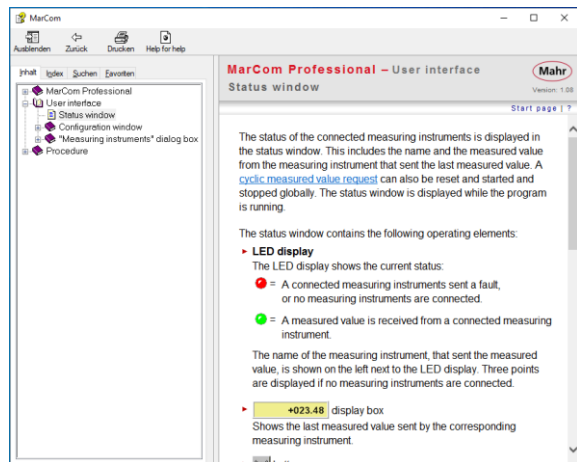 MarCom
Ausblenden Zurück Drucken Help for help
Inhalt Index Suchen Favoriten
MarCom Professional
User interface
Status window
Configuration window
"Measuring instruments" dialog box
Procedure
MarCom Professional – User interface
Status window
Mahr
Version: 1.08
Start page | ?
The status of the connected measuring instruments is displayed in
the status window. This includes the name and the measured value
from the measuring instrument that sent the last measured value. A
cyclic measured value request can also be reset and started and
stopped globally. The status window is displayed while the program
is running.
The status window contains the following operating elements:
LED display
The LED display shows the current status:
= A connected measuring instruments sent a fault,
or no measuring instruments are connected.
= A measured value is received from a connected measuring
instrument.
The name of the measuring instrument, that sent the measured
value, is shown on the left next to the LED display. Three points
are displayed if no measuring instruments are connected.
+023.48 display box
Shows the last measured value sent by the corresponding
measuring instrument.